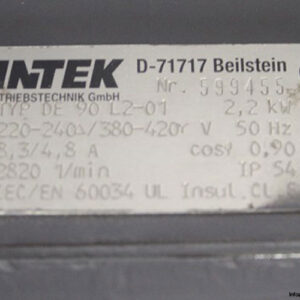 INTEK D-71717 Beilstein
TRIEBSTECHNIK GmbH Nr. 599455
TYP DE 90 L2-01 2,2 kW
220-240Δ/380-420Y V 50 Hz
8,3/4,8 A cosφ 0,90
2820 1/min IP 54
IEC/EN 60034 UL Insul.CL.